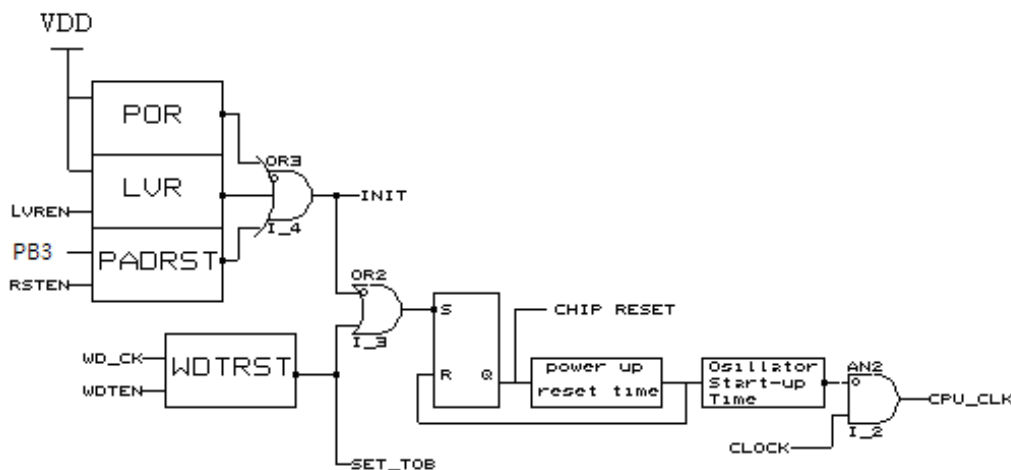 VDD
POR
OR3
LVR
INIT
LVREN
I_4
PB3
PADRST
RSTEN
OR2
S
CHIP RESET
I_3
WD_CK
WDTRST
WDTEN
R
Q
power up
reset time
Osillator
Start-up
Time
AN2
CPU_CLK
I_2
CLOCK
SET_TOB